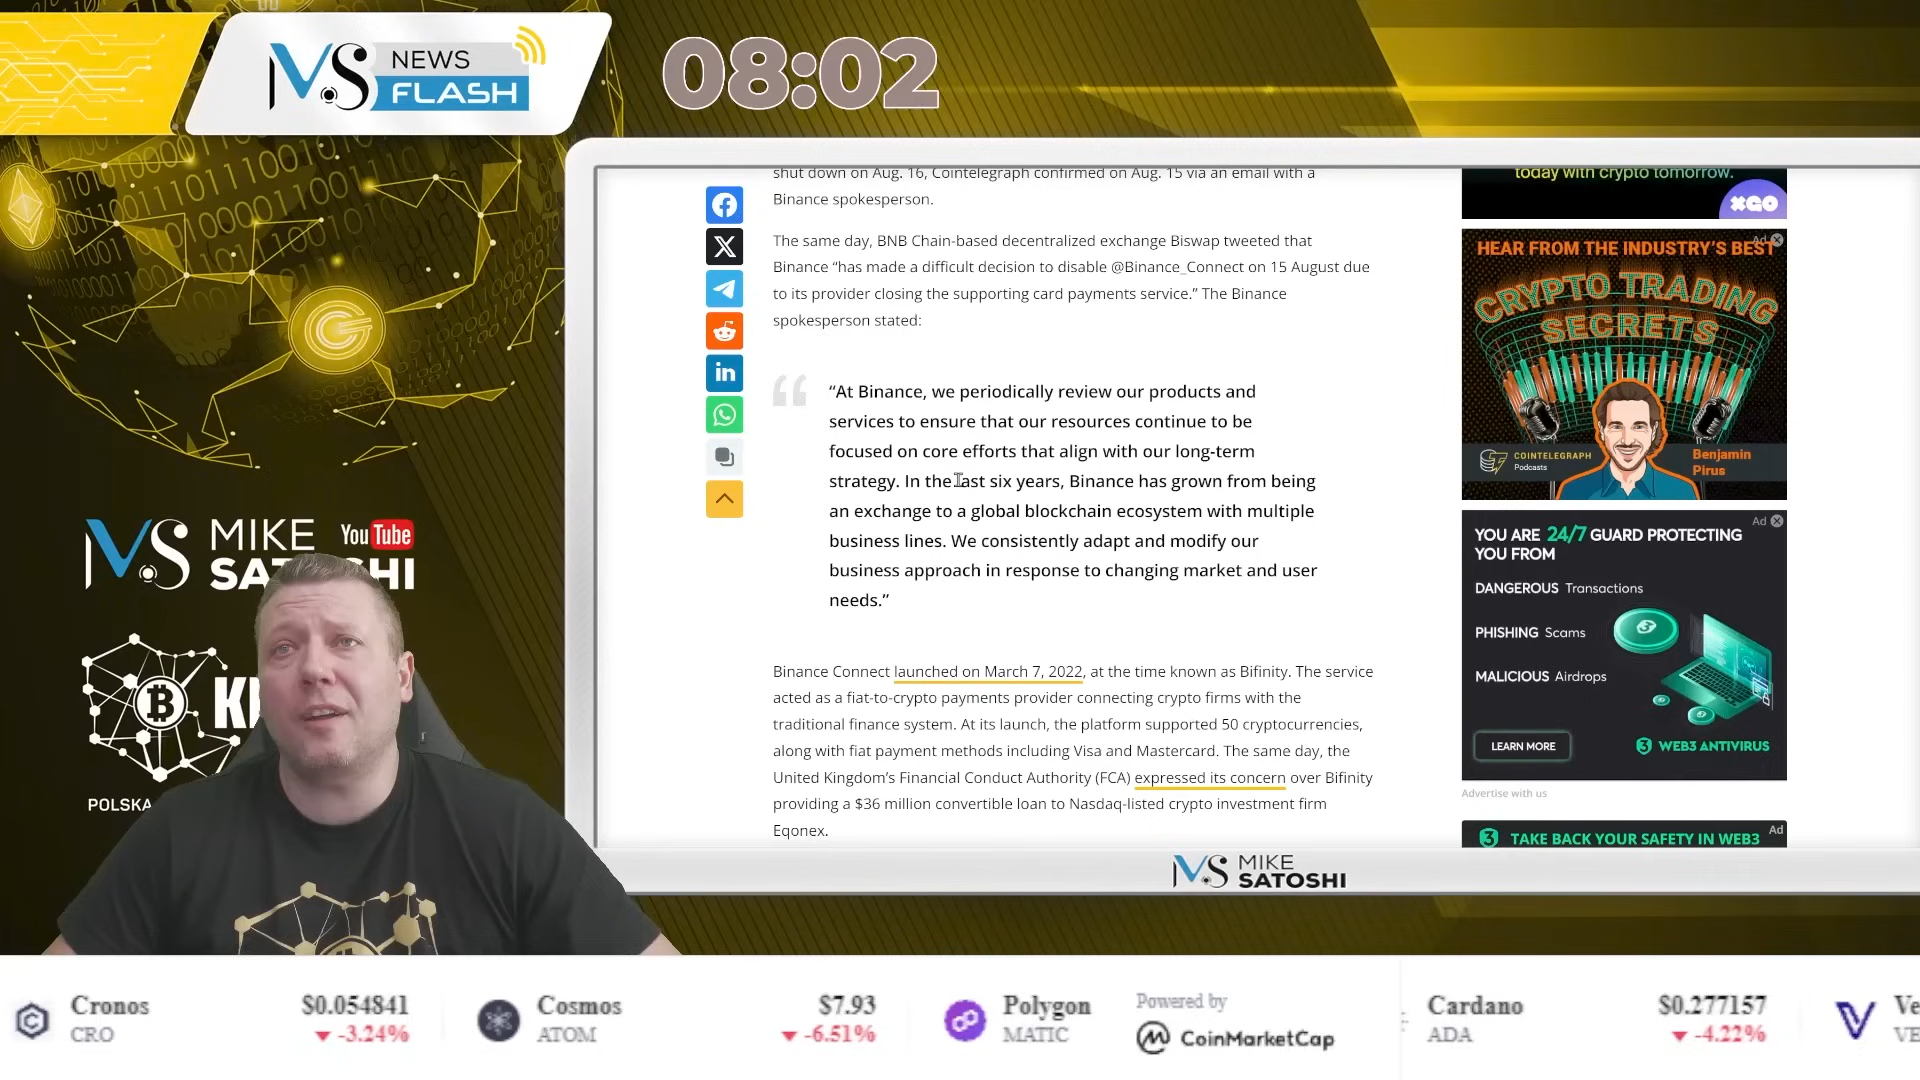 NEWS
FLASH
08:02
shut down on Aug. 16, Cointelegraph confirmed on Aug. 15 via an email with a
Binance spokesperson.
The same day, BNB Chain-based decentralized exchange Biswap tweeted that
Binance “has made a difficult decision to disable @Binance_Connect on 15 August due
to its provider closing the supporting card payments service.” The Binance
spokesperson stated:
“At Binance, we periodically review our products and
services to ensure that our resources continue to be
focused on core efforts that align with our long-term
strategy. In the last six years, Binance has grown from being
an exchange to a global blockchain ecosystem with multiple
business lines. We consistently adapt and modify our
business approach in response to changing market and user
needs.”
Binance Connect launched on March 7, 2022, at the time known as Bifinity. The service
acted as a fiat-to-crypto payments provider connecting crypto firms with the
traditional finance system. At its launch, the platform supported 50 cryptocurrencies,
along with fiat payment methods including Visa and Mastercard. The same day, the
United Kingdom’s Financial Conduct Authority (FCA) expressed its concern over Bifinity
providing a $36 million convertible loan to Nasdaq-listed crypto investment firm
Eqonex.
today with crypto tomorrow.
XGO
Ad
HEAR FROM THE INDUSTRY'S BEST
CRYPTO TRADING
SECRETS
COINTELEGRAPH
Podcasts
Benjamin
Pirus
Ad
YOU ARE 24/7 GUARD PROTECTING
YOU FROM
DANGEROUS Transactions
PHISHING Scams
MALICIOUS Airdrops
LEARN MORE
WEB3 ANTIVIRUS
Advertise with us
Ad
TAKE BACK YOUR SAFETY IN WEB3
MIKE
SATOSHI
MIKE
YouTube
POLSKA
Cronos
CRO
$0.054841
-3.24%
Cosmos
ATOM
$7.93
-6.51%
Polygon
MATIC
Powered by
CoinMarketCap
Cardano
ADA
$0.277157
-4.22%